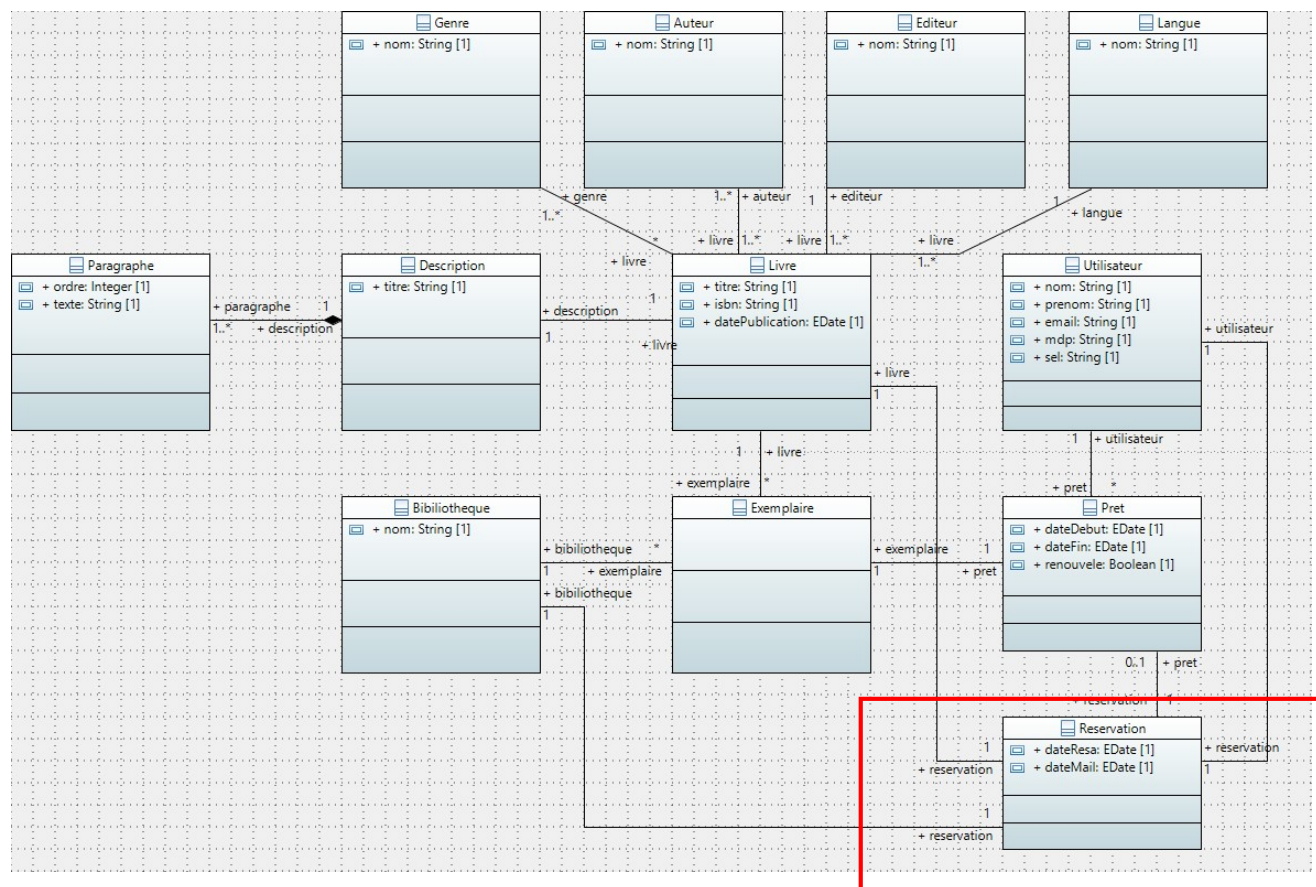 Genre
+ nom: String [1]
Auteur
+ nom: String [1]
Editeur
+ nom: String [1]
Langue
+ nom: String [1]
+ genre
1..*
*
+ livre
1..*
+ auteur
+ livre
1..*
1
+ editeur
+ livre
1..*
1
+ langue
+ livre
1..*
Paragraphe
+ ordre: Integer [1]
+ texte: String [1]
+ paragraphe
1..*
1
+ description
Description
+ titre: String [1]
+ description
1
1
+ livre
Livre
+ titre: String [1]
+ isbn: String [1]
+ datePublication: EDate [1]
+ livre
1
Utilisateur
+ nom: String [1]
+ prenom: String [1]
+ email: String [1]
+ mdp: String [1]
+ sel: String [1]
+ utilisateur
1
1
+ livre
+ exemplaire
*
1
+ utilisateur
+ pret
*
Bibiliotheque
+ nom: String [1]
+ bibiliotheque
1
*
+ exemplaire
+ bibiliotheque
1
Exemplaire
+ exemplaire
1
1
+ pret
Pret
+ dateDebut: EDate [1]
+ dateFin: EDate [1]
+ renouvele: Boolean [1]
0..1
+ pret
+ reservation
1
Reservation
+ dateResa: EDate [1]
+ dateMail: EDate [1]
1
+ reservation
+ reservation
1
1
+ reservation